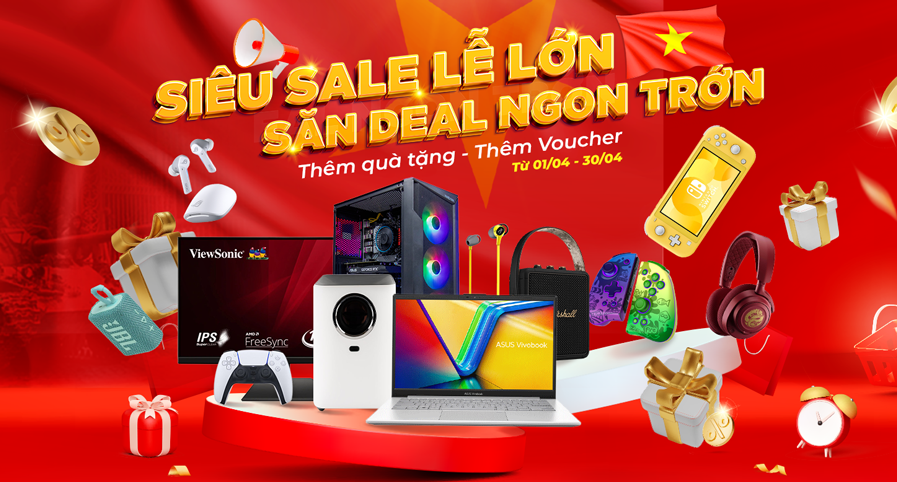 SIÊU SALE LỄ LỚN
SĂN DEAL NGON TRỚN
Thêm quà tặng - Thêm Voucher
Từ 01/04 - 30/04
ViewSonic
IPS
AMD
FreeSync
JBL
Marshall
ASUS Vivobook
%
%